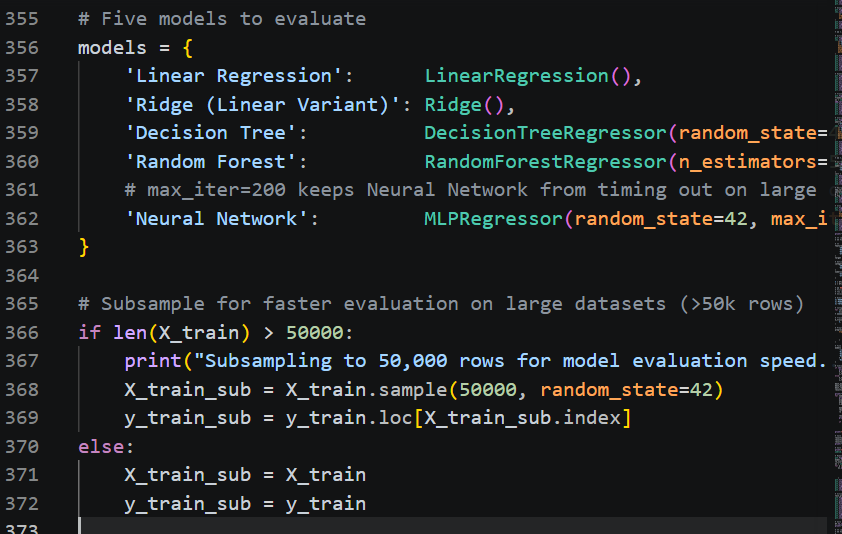 355 # Five models to evaluate
356 models = {
357     'Linear Regression':      LinearRegression(),
358     'Ridge (Linear Variant)': Ridge(),
359     'Decision Tree':          DecisionTreeRegressor(random_state=
360     'Random Forest':          RandomForestRegressor(n_estimators=
361     # max_iter=200 keeps Neural Network from timing out on large
362     'Neural Network':         MLPRegressor(random_state=42, max_i
363 }
364
365 # Subsample for faster evaluation on large datasets (>50k rows)
366 if len(X_train) > 50000:
367     print("Subsampling to 50,000 rows for model evaluation speed.
368     X_train_sub = X_train.sample(50000, random_state=42)
369     y_train_sub = y_train.loc[X_train_sub.index]
370 else:
371     X_train_sub = X_train
372     y_train_sub = y_train
373